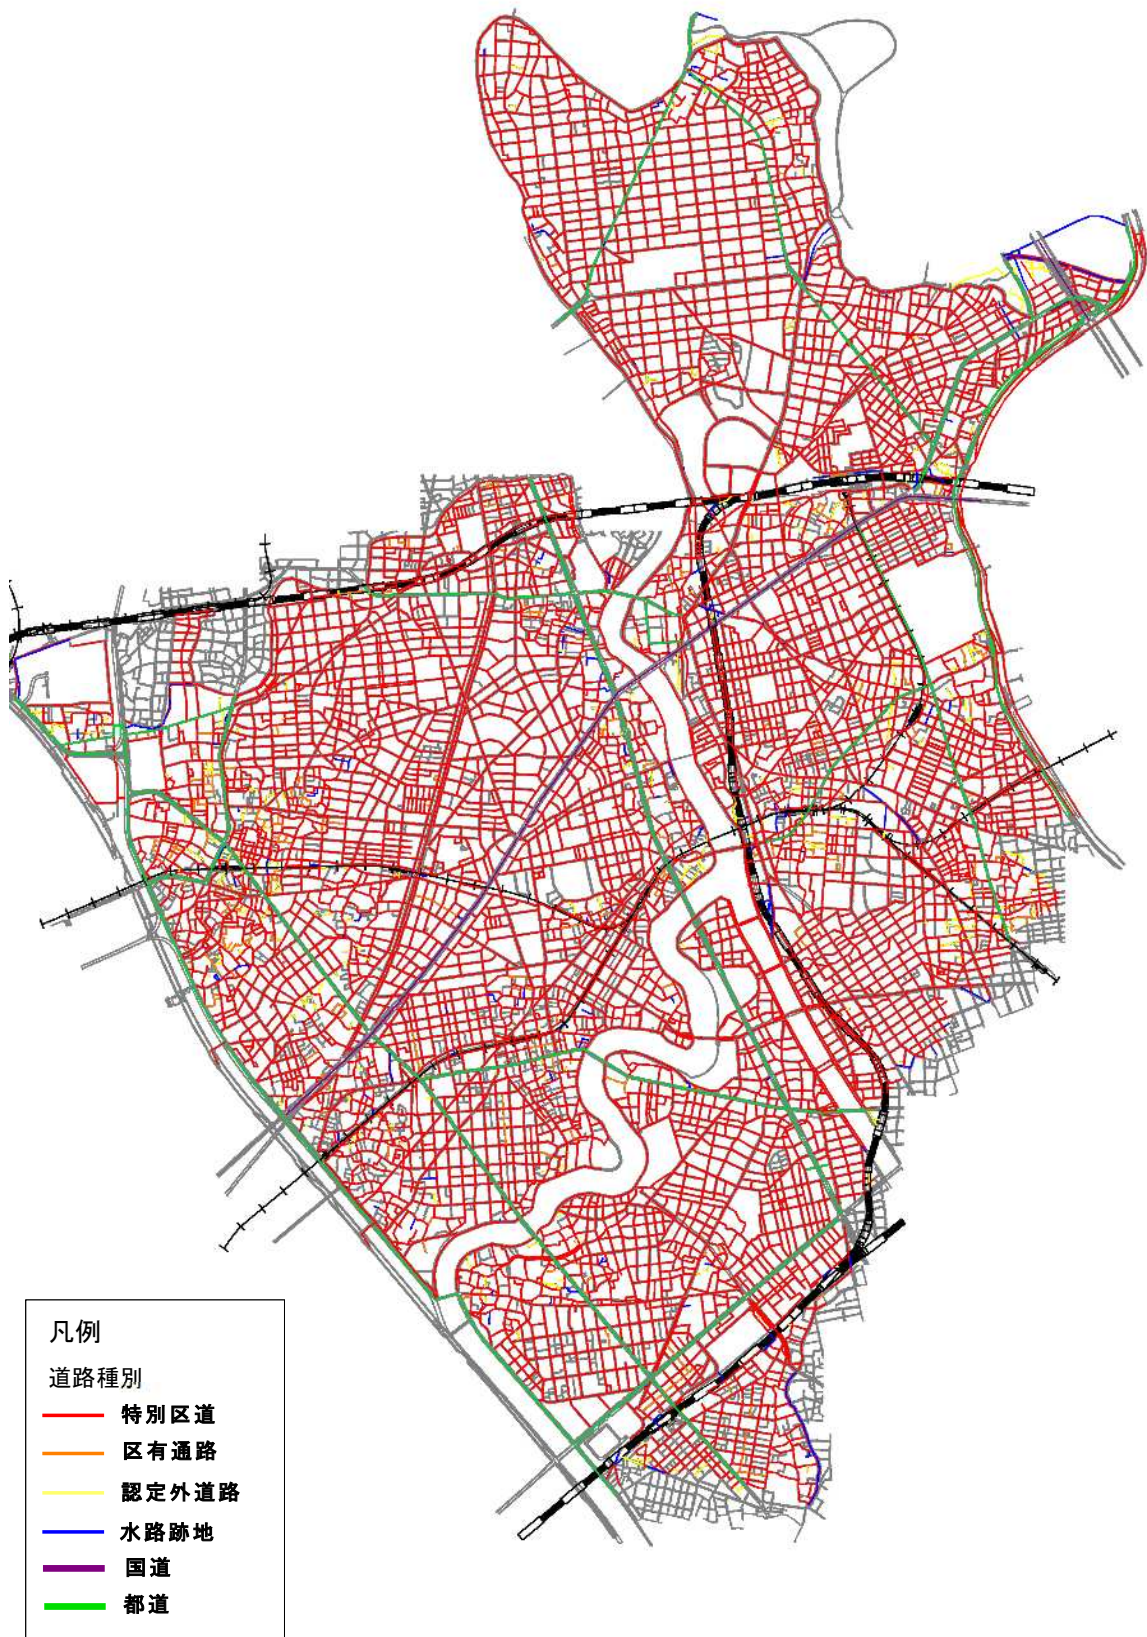 凡例
道路種別
特別区道
区有通路
認定外道路
水路跡地
国道
都道